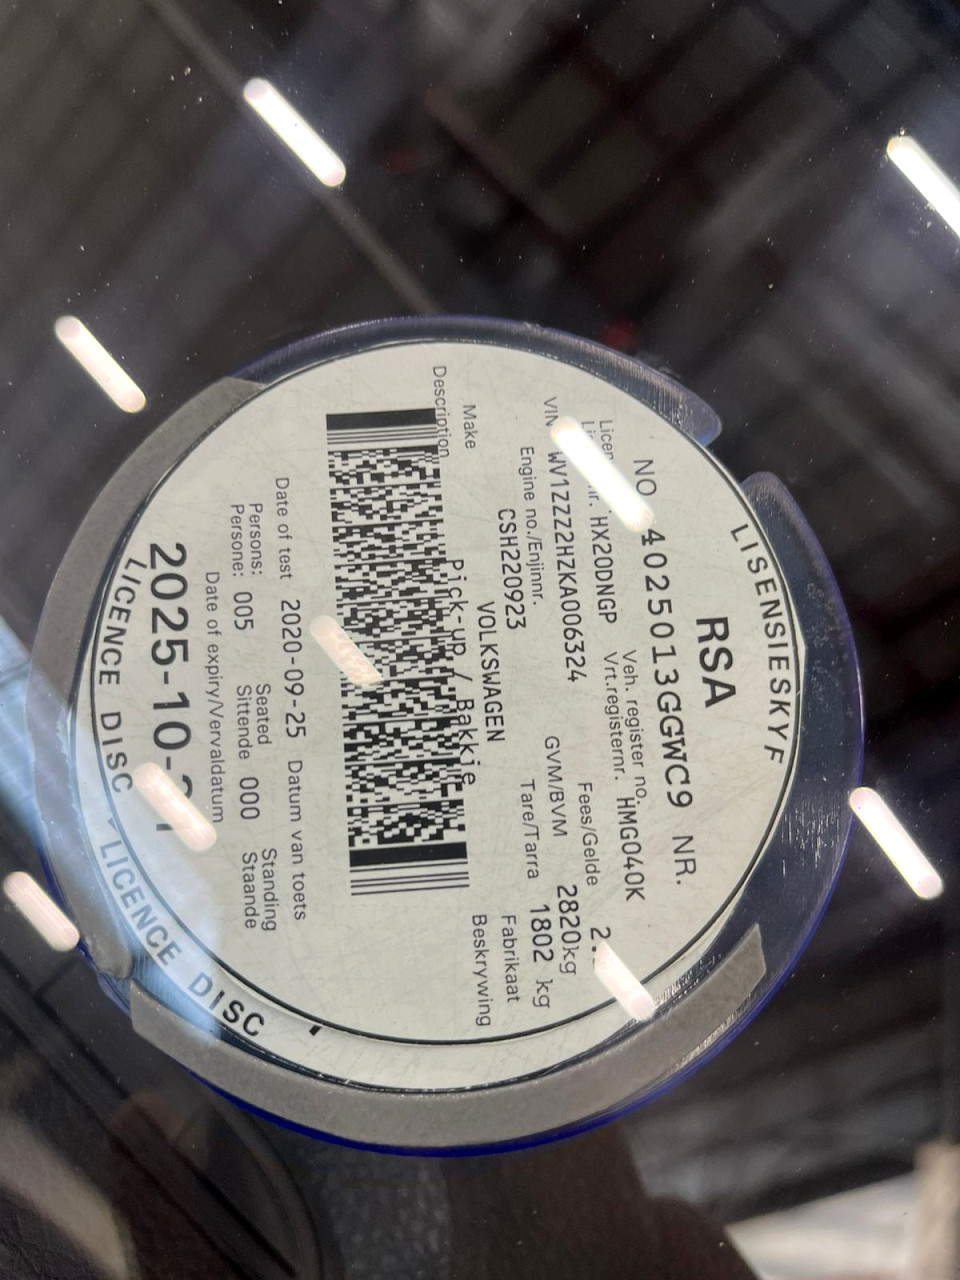 LISENSIESKYF
RSA
NO 4025013GGWC9 NR.
Veh. register no. HMG040K
Vrt.registernr.
HX20DNGP
Fees/Gelde
VIN WV1ZZZ2HZKA006324 GVM/BVM 2820kg
Engine no./Enjinnr. CSH220923 Tare/Tarra 1802 kg
Make VOLKSWAGEN Fabrikaat
Description Pick-up / Bakkie Beskrywing
Date of test 2020-09-25 Datum van toets
Persons: 005 Seated 000 Standing
Persone: Sittende Staande
Date of expiry/Vervaldatum
LICENCE DISC
LICENCE DISC